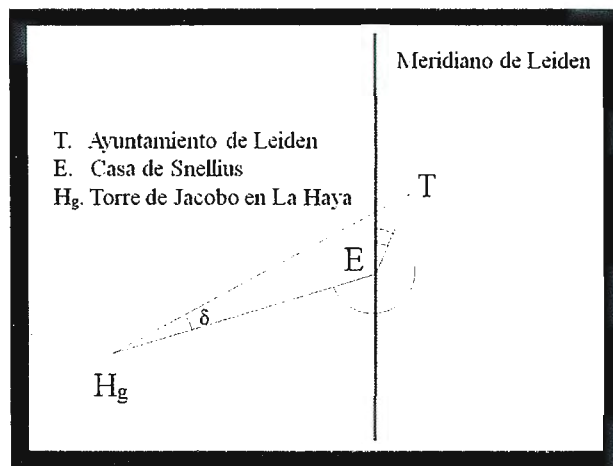 Meridiano de Leiden
T. Ayuntamiento de Leiden
E. Casa de Snellius
Hg. Torre de Jacobo en La Haya
T
E
δ
Hg